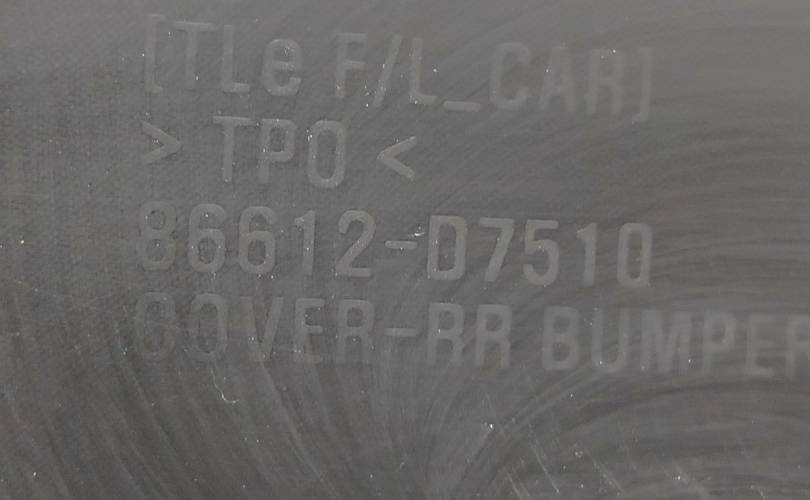 [TLe F/L_CAR]
> TPO <
86612-D7510
COVER-RR BUMPER